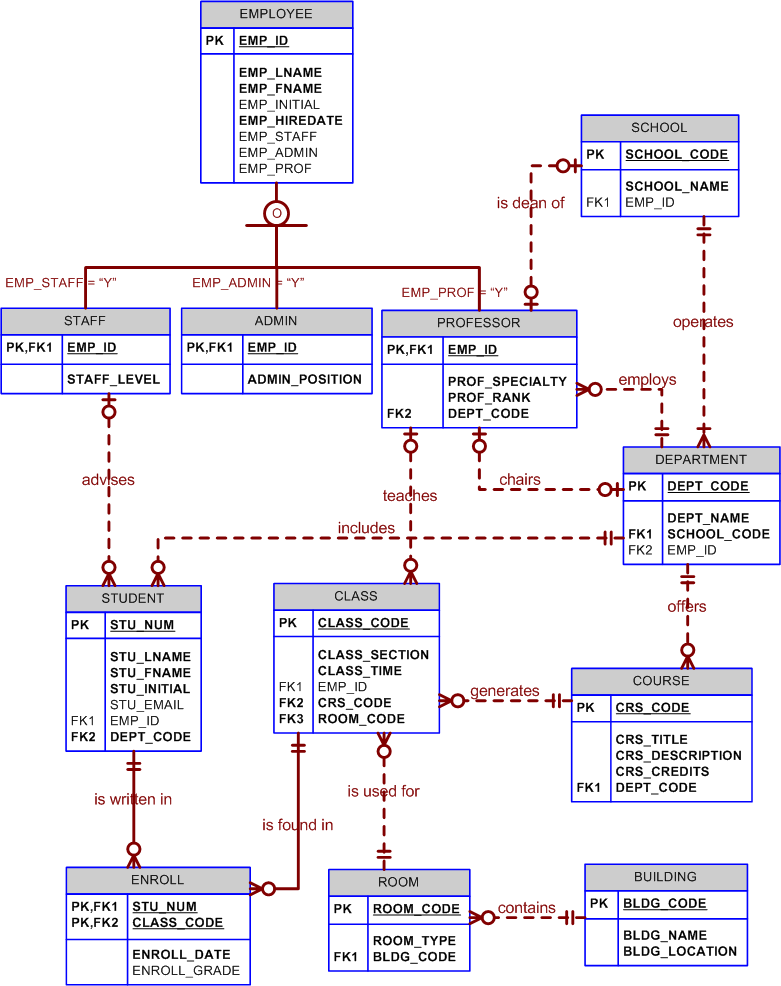 EMPLOYEE
PK EMP_ID
EMP_LNAME
EMP_FNAME
EMP_INITIAL
EMP_HIREDATE
EMP_STAFF
EMP_ADMIN
EMP_PROF
O
SCHOOL
PK SCHOOL_CODE
SCHOOL_NAME
FK1 EMP_ID
is dean of
EMP_STAFF = “Y”
EMP_ADMIN = “Y”
EMP_PROF = “Y”
STAFF
PK,FK1 EMP_ID
STAFF_LEVEL
ADMIN
PK,FK1 EMP_ID
ADMIN_POSITION
PROFESSOR
PK,FK1 EMP_ID
PROF_SPECIALTY
PROF_RANK
FK2 DEPT_CODE
operates
employs
advises
teaches
chairs
includes
DEPARTMENT
PK DEPT_CODE
DEPT_NAME
FK1 SCHOOL_CODE
FK2 EMP_ID
offers
STUDENT
PK STU_NUM
STU_LNAME
STU_FNAME
STU_INITIAL
STU_EMAIL
FK1 EMP_ID
FK2 DEPT_CODE
CLASS
PK CLASS_CODE
CLASS_SECTION
CLASS_TIME
FK1 EMP_ID
FK2 CRS_CODE
FK3 ROOM_CODE
generates
COURSE
PK CRS_CODE
CRS_TITLE
CRS_DESCRIPTION
CRS_CREDITS
FK1 DEPT_CODE
is written in
is found in
is used for
ENROLL
PK,FK1 STU_NUM
PK,FK2 CLASS_CODE
ENROLL_DATE
ENROLL_GRADE
ROOM
PK ROOM_CODE
ROOM_TYPE
FK1 BLDG_CODE
contains
BUILDING
PK BLDG_CODE
BLDG_NAME
BLDG_LOCATION